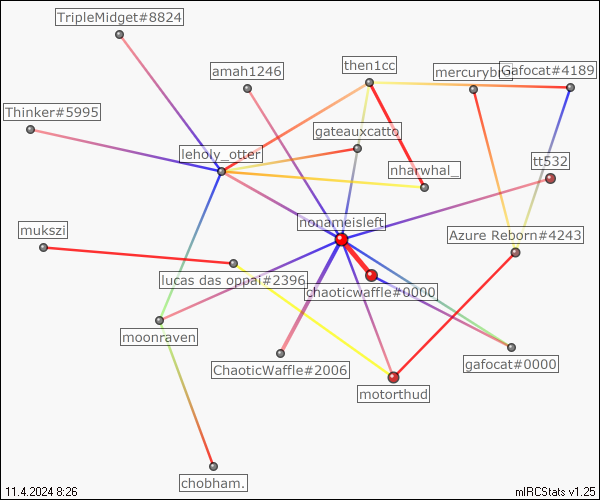 TripleMidget#8824
then1cc
amah1246
Gafocat#4189
Thinker#5995
gateauxcatto
leholy_otter
tt532
nharwhal_
nonameisleft
mukszi
Azure Reborn#4243
lucas das oppai#2396
chaoticwaffle#0000
moonraven
ChaoticWaffle#2006
gafocat#0000
motorthud
chobham.
11.4.2024 8:26
mIRCStats v1.25